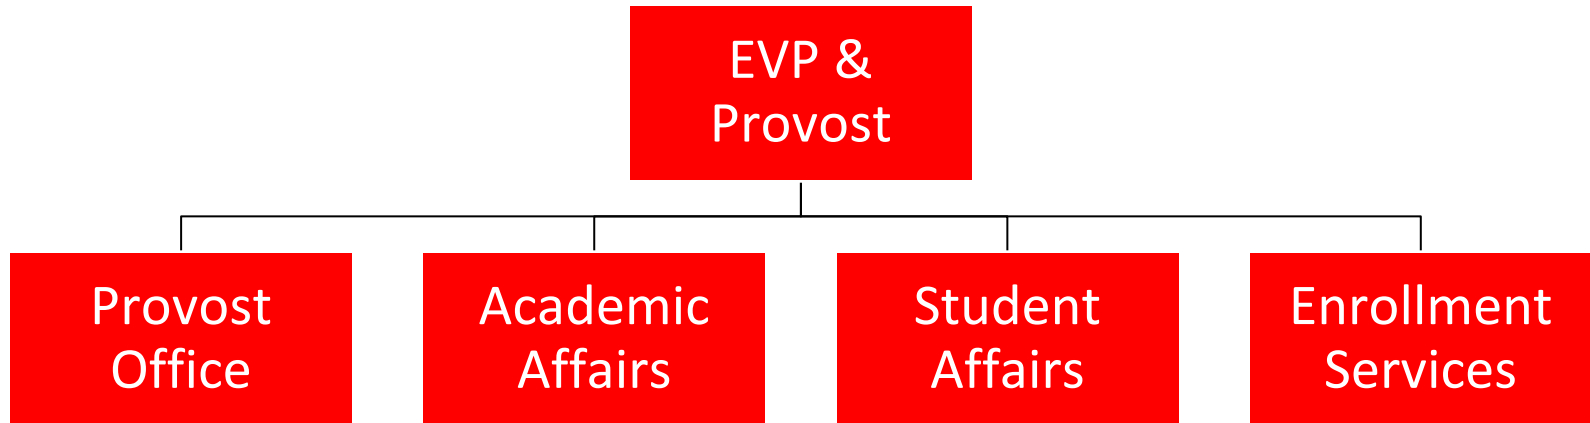 EVP &
Provost
Provost
Office
Academic
Affairs
Student
Affairs
Enrollment
Services